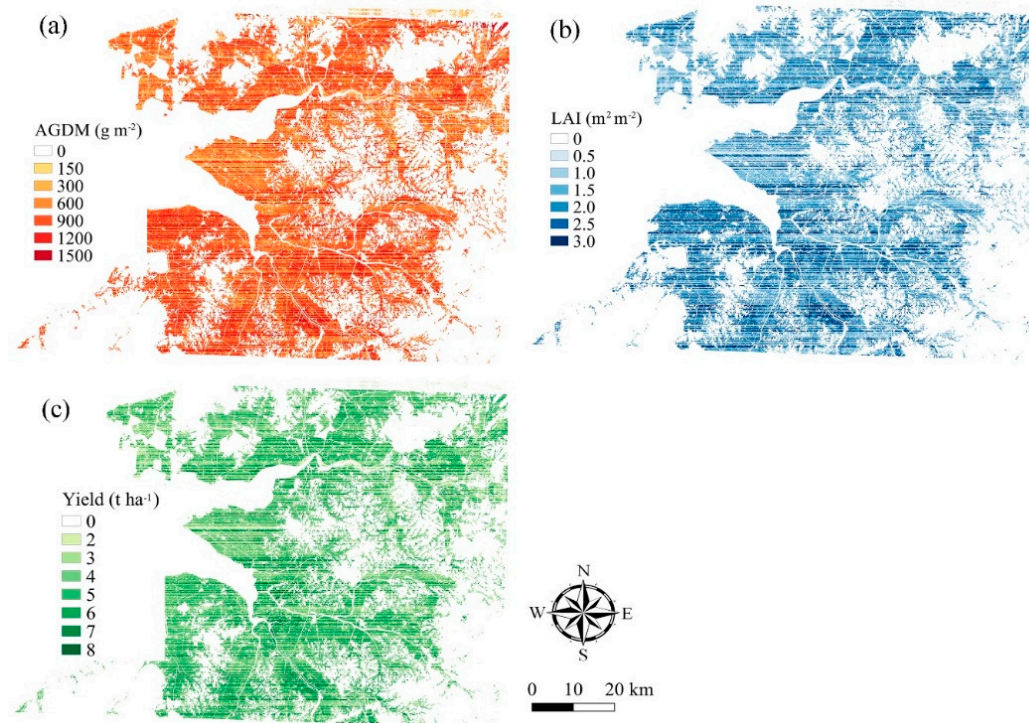 (a)
AGDM (g m⁻²)
0
150
300
600
900
1200
1500
(b)
LAI (m² m⁻²)
0
0.5
1.0
1.5
2.0
2.5
3.0
(c)
Yield (t ha⁻¹)
0
2
3
4
5
6
7
8
N
W E
S
0 10 20 km